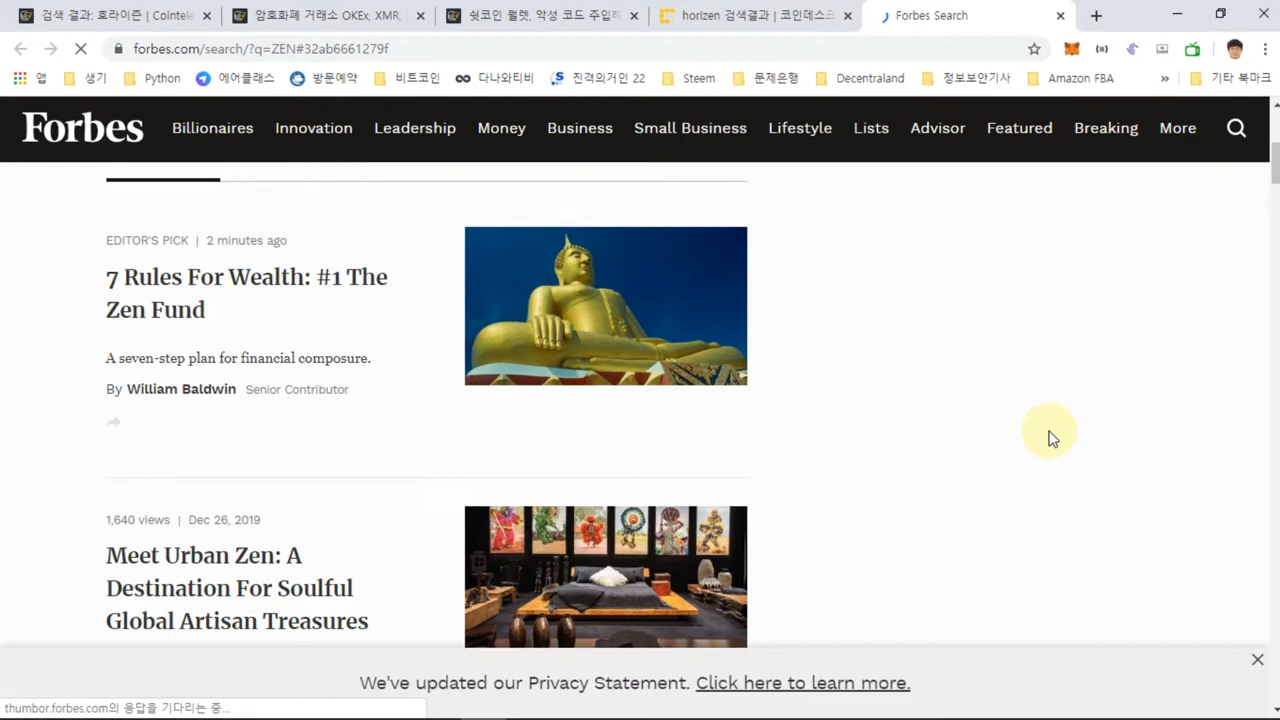 검색 결과: 호라이즌 | Cointele
암호화폐 거래소 OKEx, XMR,
쉿코인 월렛, 악성 코드 주입하
horizen 검색결과 | 코인데스크
Forbes Search
forbes.com/search/?q=ZEN#32ab6661279f
앱
생기
Python
에어클래스
방문예약
비트코인
다나와티비
진격의거인 22
Steem
문제은행
Decentraland
정보보안기사
Amazon FBA
»
기타 북마크
Forbes
Billionaires
Innovation
Leadership
Money
Business
Small Business
Lifestyle
Lists
Advisor
Featured
Breaking
More
EDITOR'S PICK | 2 minutes ago
7 Rules For Wealth: #1 The
Zen Fund
A seven-step plan for financial composure.
By William Baldwin Senior Contributor
1,640 views | Dec 26, 2019
Meet Urban Zen: A
Destination For Soulful
Global Artisan Treasures
We've updated our Privacy Statement. Click here to learn more.
thumbor.forbes.com의 응답을 기다리는 중...